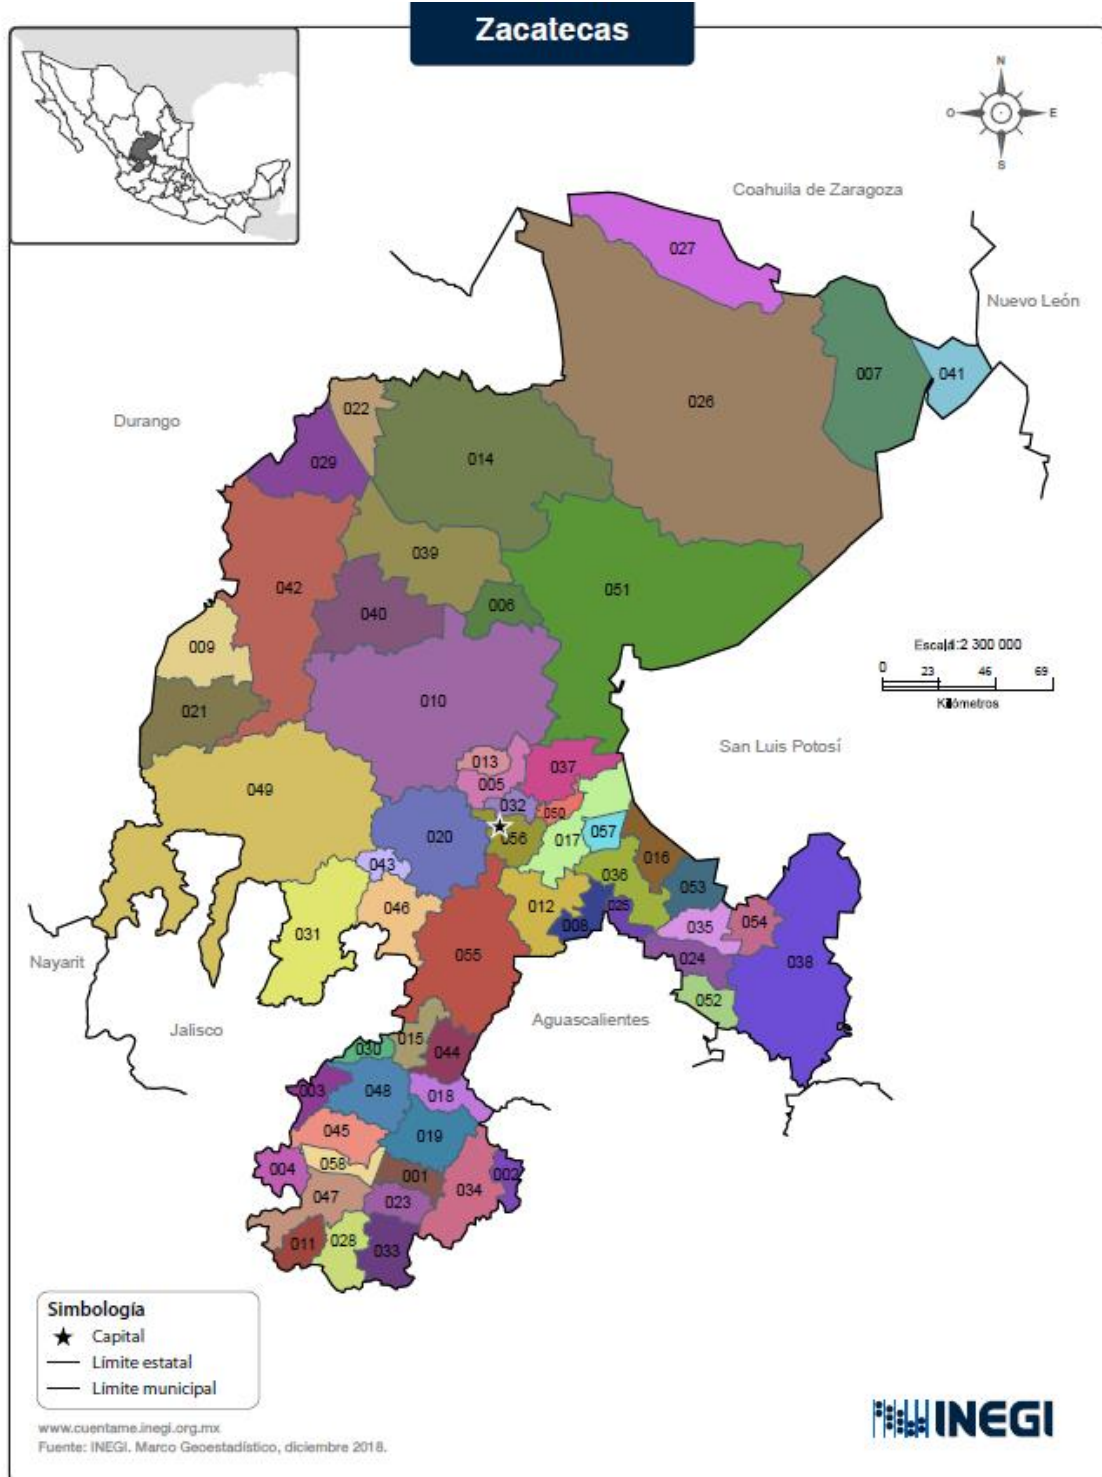 Zacatecas
N
O
E
S
Coahuila de Zaragoza
027
Nuevo León
007
041
026
022
Durango
029
014
039
042
051
006
040
009
Escala1:2 300 000
0 23 46 69
Kilómetros
010
021
San Luis Potosí
013
037
005
049
032
050
057
020
056
017
016
043
036
053
012
046
025
054
008
035
031
055
024
038
Nayarit
052
Aguascalientes
Jalisco
015
030
044
003
048
018
045
019
058
004
001
002
034
047
023
028
011
033
Simbología
Capital
Límite estatal
Límite municipal
www.cuentame.inegi.org.mx
Fuente: INEGI. Marco Geoestadístico, diciembre 2018.
INEGI